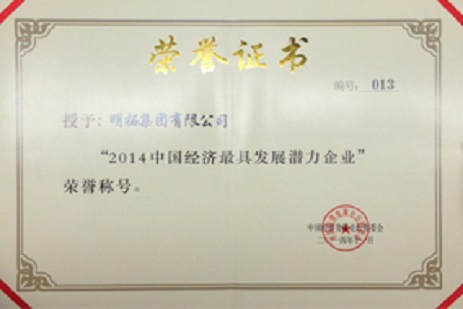 荣誉证书
编号: 013
授予: 明拓集团有限公司
“2014中国经济最具发展潜力企业”
荣誉称号。